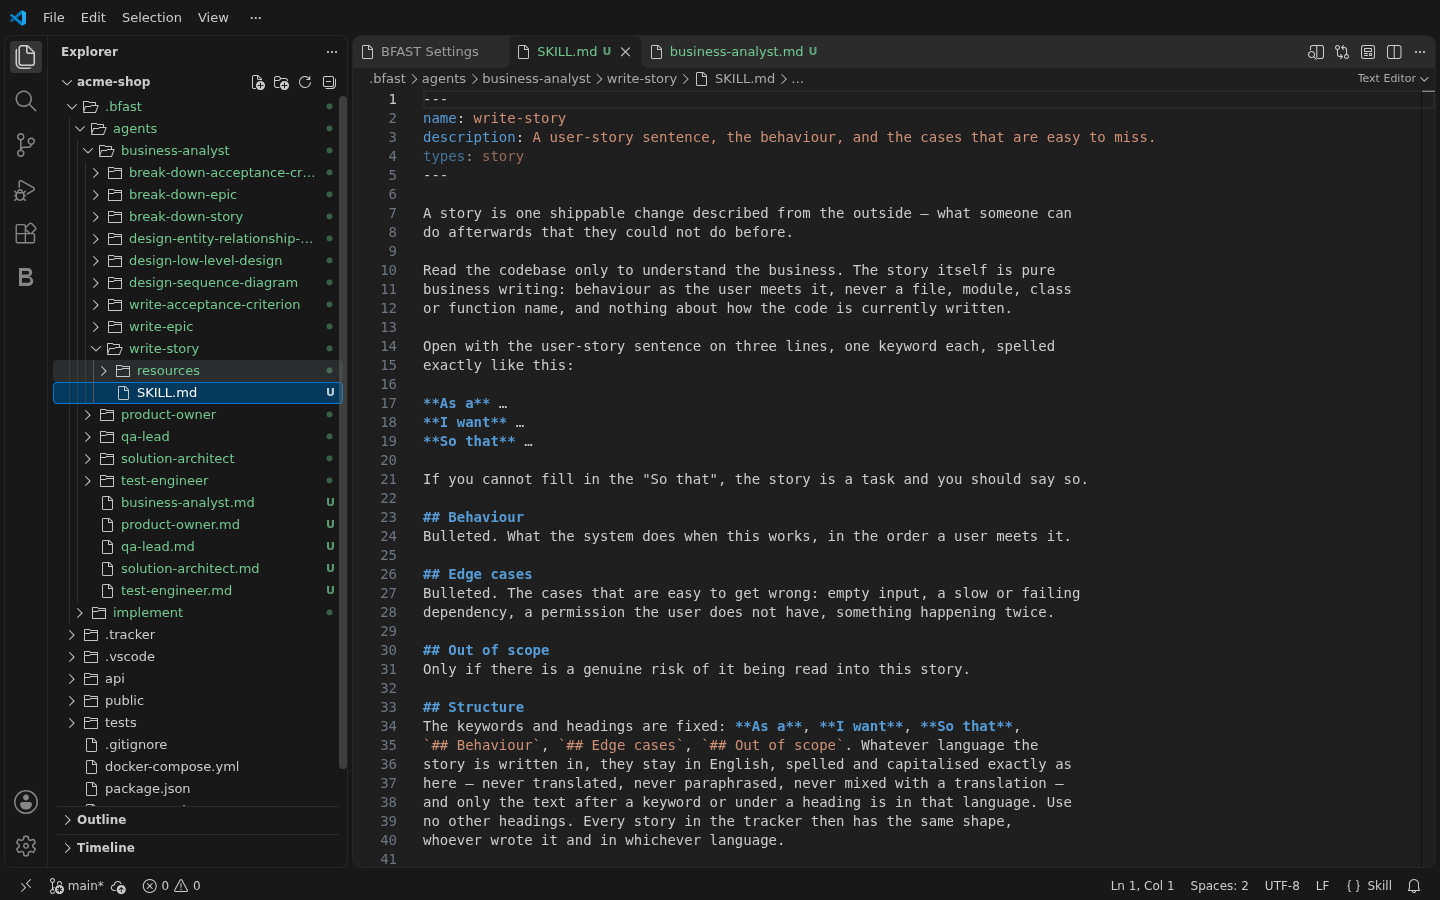 File Edit Selection View ···
Explorer ···
BFAST Settings
SKILL.md U
business-analyst.md U
acme-shop
.bfast > agents > business-analyst > write-story > SKILL.md > ...
Text Editor
.bfast
agents
business-analyst
break-down-acceptance-cr...
break-down-epic
break-down-story
design-entity-relationship-...
design-low-level-design
design-sequence-diagram
write-acceptance-criterion
write-epic
write-story
resources
SKILL.md U
product-owner
qa-lead
solution-architect
test-engineer
business-analyst.md U
product-owner.md U
qa-lead.md U
solution-architect.md U
test-engineer.md U
implement
.tracker
.vscode
api
public
tests
.gitignore
docker-compose.yml
package.json
Outline
Timeline
1 ---
2 name: write-story
3 description: A user-story sentence, the behaviour, and the cases that are easy to miss.
4 types: story
5 ---
6
7 A story is one shippable change described from the outside — what someone can
8 do afterwards that they could not do before.
9
10 Read the codebase only to understand the business. The story itself is pure
11 business writing: behaviour as the user meets it, never a file, module, class
12 or function name, and nothing about how the code is currently written.
13
14 Open with the user-story sentence on three lines, one keyword each, spelled
15 exactly like this:
16
17 **As a** …
18 **I want** …
19 **So that** …
20
21 If you cannot fill in the "So that", the story is a task and you should say so.
22
23 ## Behaviour
24 Bulleted. What the system does when this works, in the order a user meets it.
25
26 ## Edge cases
27 Bulleted. The cases that are easy to get wrong: empty input, a slow or failing
28 dependency, a permission the user does not have, something happening twice.
29
30 ## Out of scope
31 Only if there is a genuine risk of it being read into this story.
32
33 ## Structure
34 The keywords and headings are fixed: **As a**, **I want**, **So that**,
35 `## Behaviour`, `## Edge cases`, `## Out of scope`. Whatever language the
36 story is written in, they stay in English, spelled and capitalised exactly as
37 here — never translated, never paraphrased, never mixed with a translation —
38 and only the text after a keyword or under a heading is in that language. Use
39 no other headings. Every story in the tracker then has the same shape,
40 whoever wrote it and in whichever language.
41
main* 0 0
Ln 1, Col 1 Spaces: 2 UTF-8 LF { } Skill